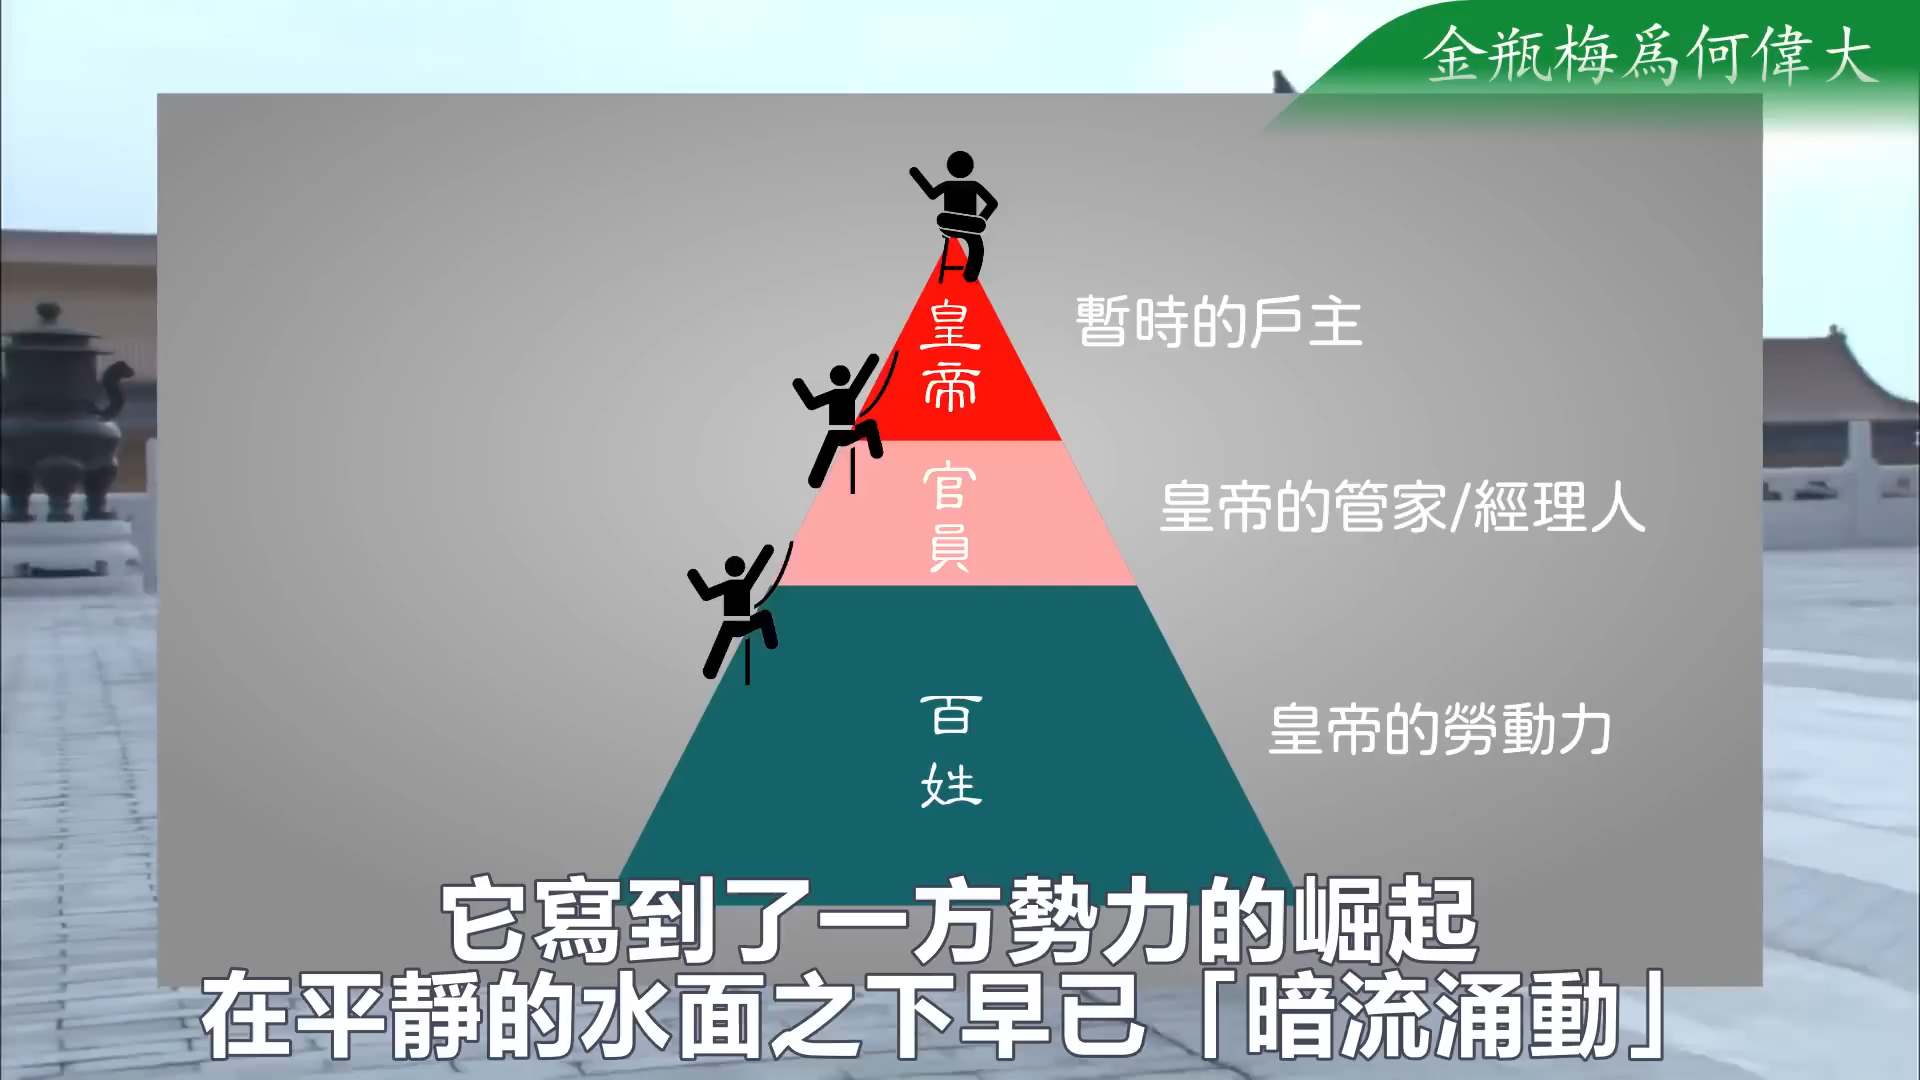 金瓶梅爲何偉大
皇帝
暫時的戶主
官員
皇帝的管家/經理人
百姓
皇帝的勞動力
它寫到了一方勢力的崛起
在平靜的水面之下早已「暗流涌動」